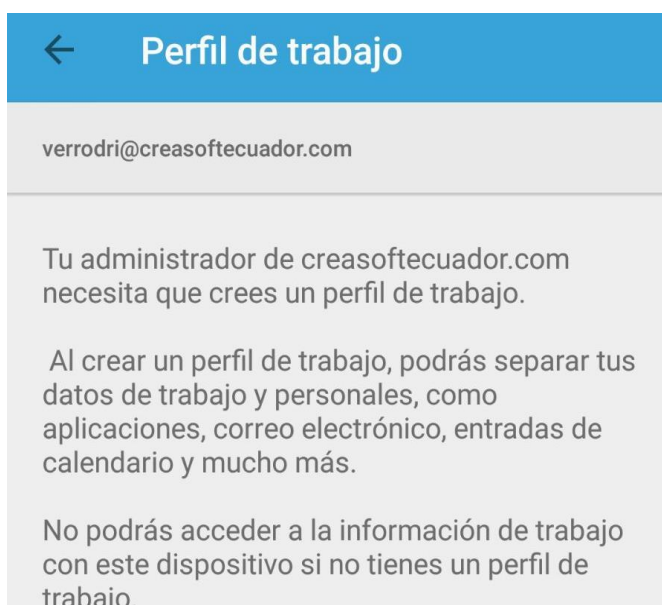 Perfil de trabajo
verrodri@creasoftecuador.com
Tu administrador de creasoftecuador.com
necesita que crees un perfil de trabajo.
Al crear un perfil de trabajo, podrás separar tus
datos de trabajo y personales, como
aplicaciones, correo electrónico, entradas de
calendario y mucho más.
No podrás acceder a la información de trabajo
con este dispositivo si no tienes un perfil de
trabajo.